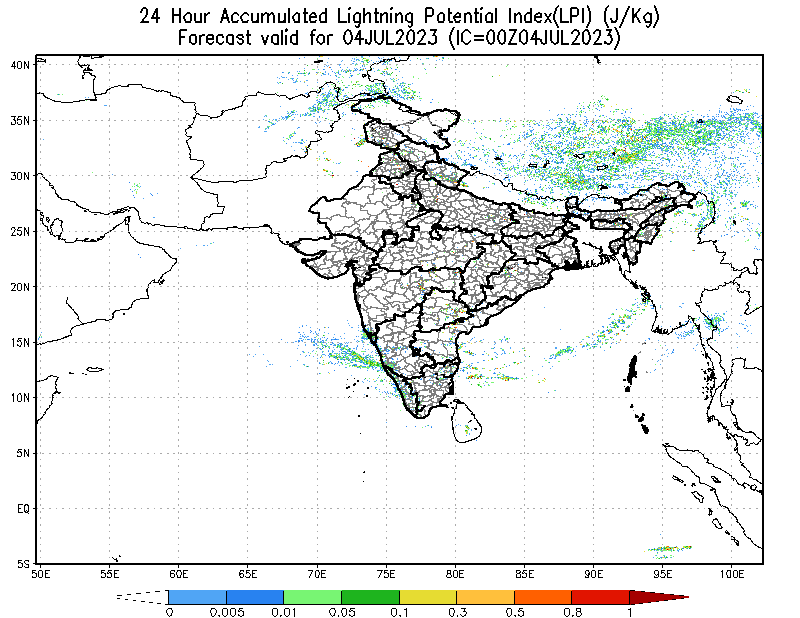 24 Hour Accumulated Lightning Potential Index(LPI) (J/Kg)
Forecast valid for 04JUL2023 (IC=00Z04JUL2023)
40N
35N
30N
25N
20N
15N
10N
5N
EQ
5S
50E 55E 60E 65E 70E 75E 80E 85E 90E 95E 100E
0 0.005 0.01 0.05 0.1 0.3 0.5 0.8 1